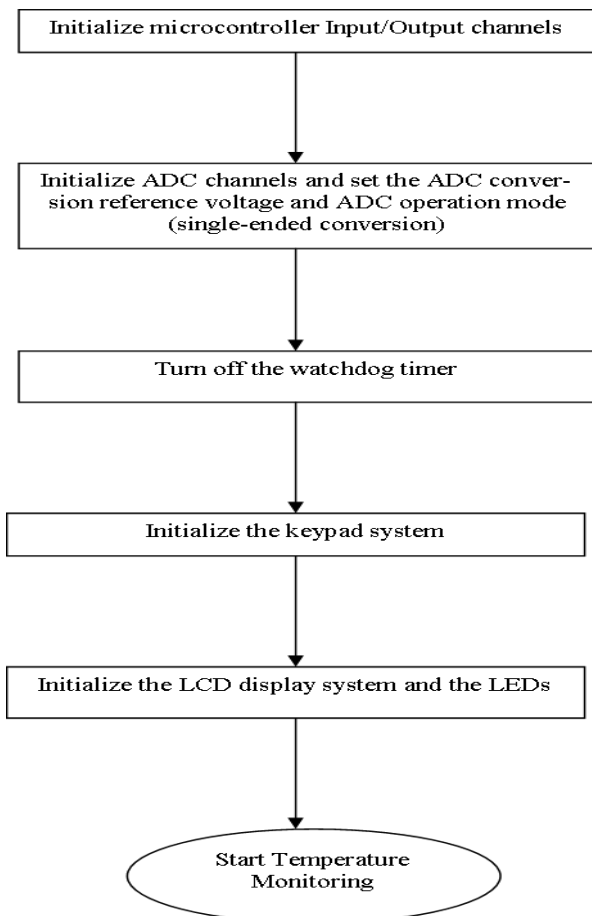 Initialize microcontroller Input/Output channels
Initialize ADC channels and set the ADC conver-
sion reference voltage and ADC operation mode
(single-ended conversion)
Turn off the watchdog timer
Initialize the keypad system
Initialize the LCD display system and the LEDs
Start Temperature
Monitoring